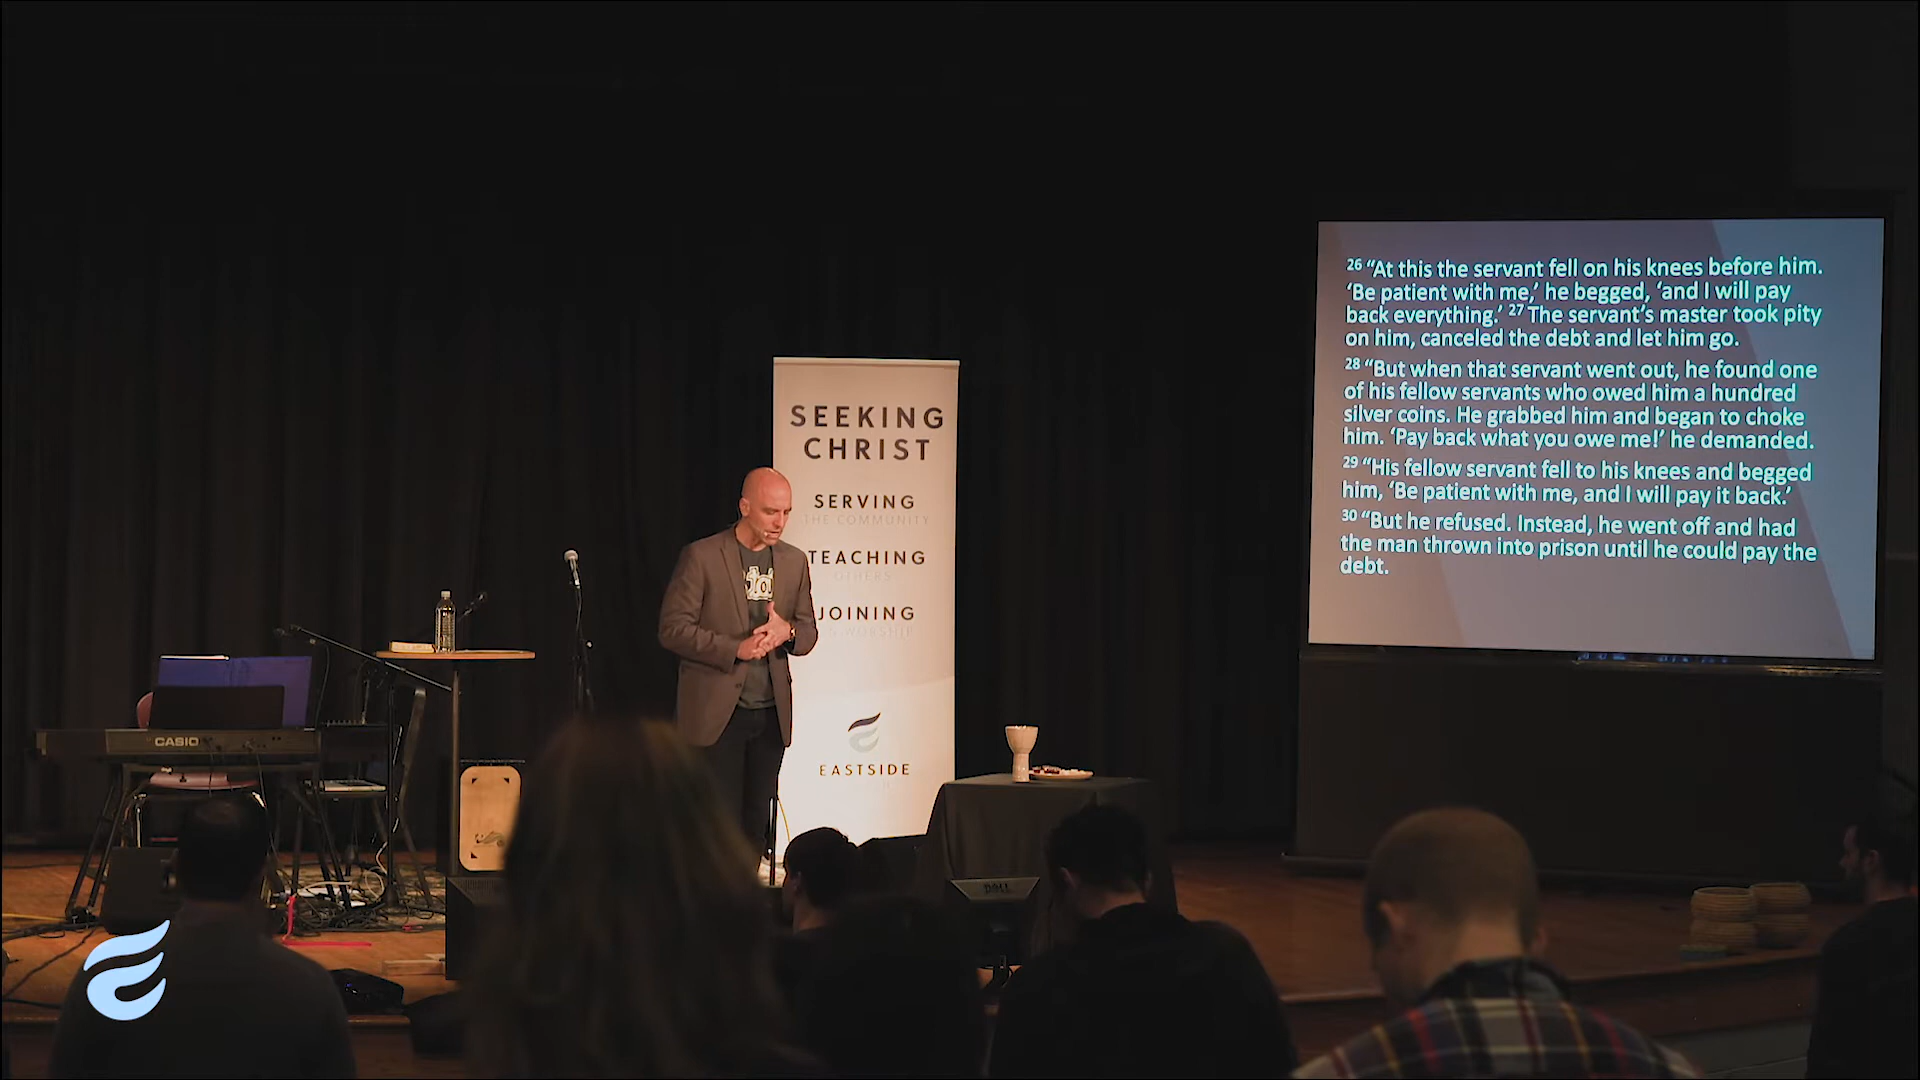 26 “At this the servant fell on his knees before him.
‘Be patient with me,’ he begged, ‘and I will pay
back everything.’ 27 The servant’s master took pity
on him, canceled the debt and let him go.
28 “But when that servant went out, he found one
of his fellow servants who owed him a hundred
silver coins. He grabbed him and began to choke
him. ‘Pay back what you owe me!’ he demanded.
29 “His fellow servant fell to his knees and begged
him, ‘Be patient with me, and I will pay it back.’
30 “But he refused. Instead, he went off and had
the man thrown into prison until he could pay the
debt.
SEEKING
CHRIST
SERVING
THE COMMUNITY
TEACHING
OTHERS
JOINING
WORSHIP
EASTSIDE
CASIO
DELL